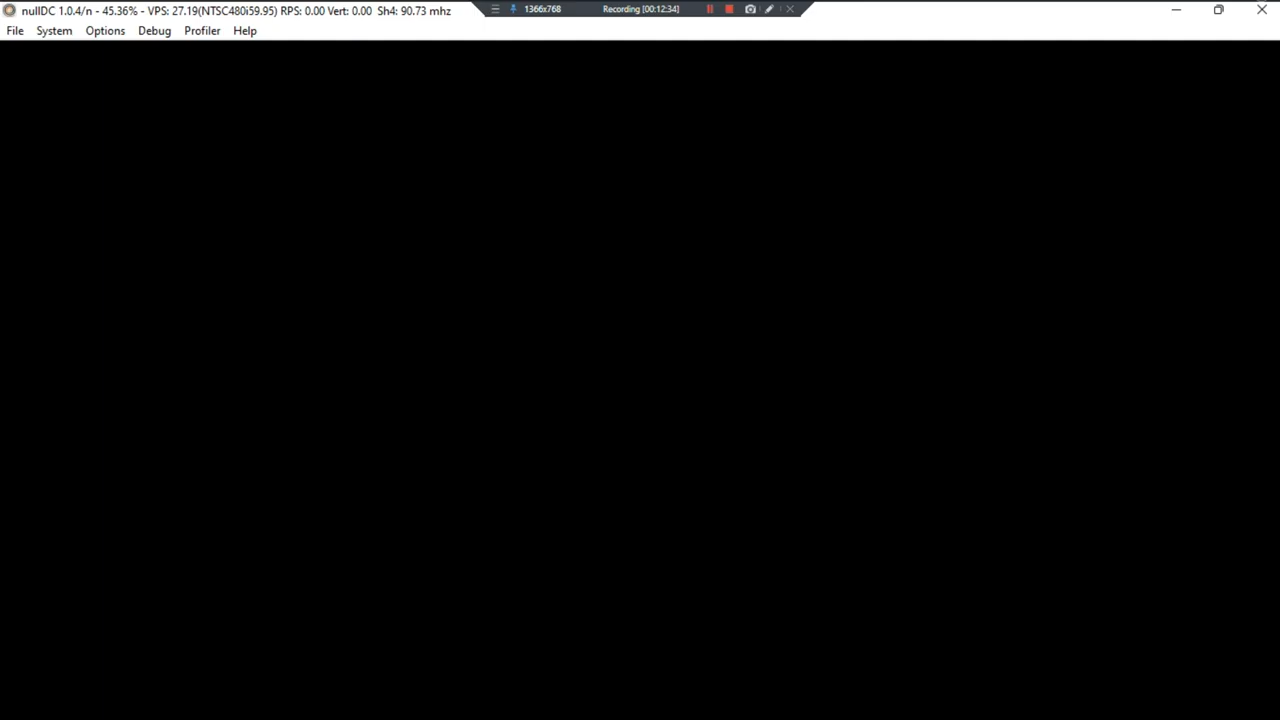 nullDC 1.0.4/n - 45.36% - VPS: 27.19(NTSC480i59.95) RPS: 0.00 Vert: 0.00 Sh4: 90.73 mhz
1366x768 Recording [00:12:34]
File System Options Debug Profiler Help